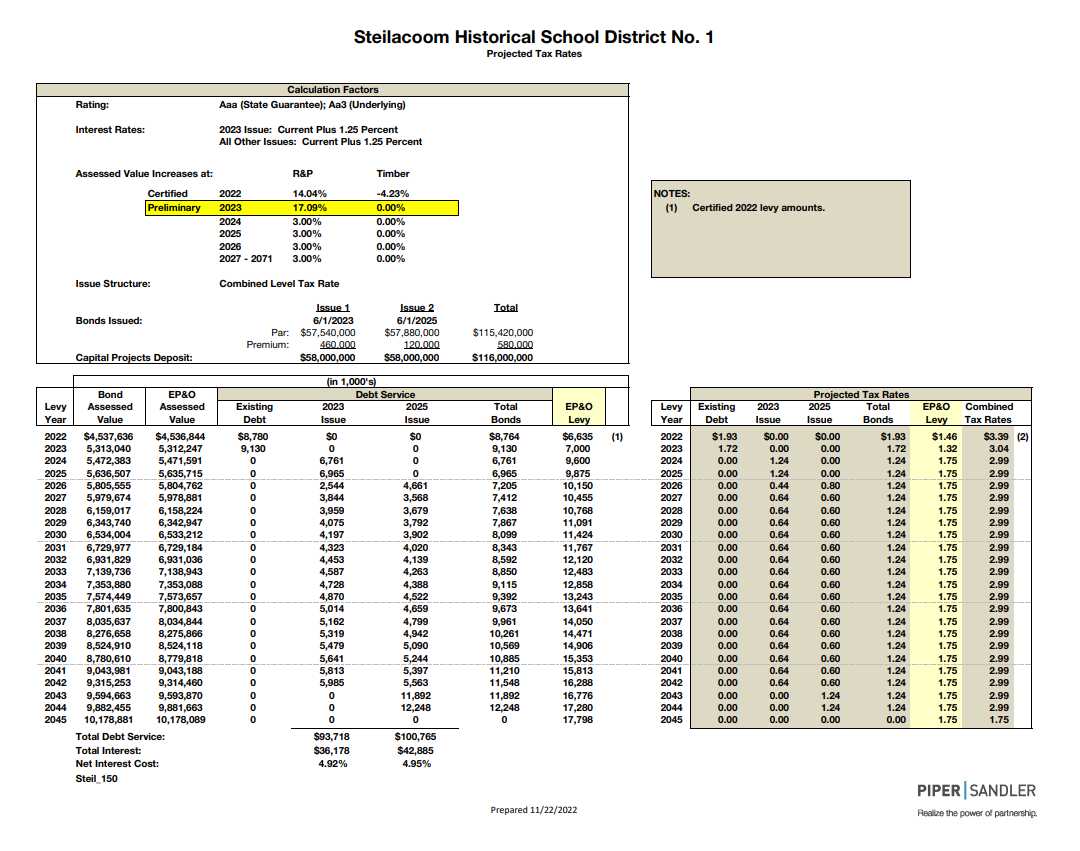 Steilacoom Historical School District No. 1
Projected Tax Rates
Calculation Factors
Rating: Aaa (State Guarantee); Aa3 (Underlying)
Interest Rates: 2023 Issue: Current Plus 1.25 Percent
All Other Issues: Current Plus 1.25 Percent
Assessed Value Increases at: R&P Timber
Certified 2022 14.04% -4.23%
Preliminary 2023 17.09% 0.00%
2024 3.00% 0.00%
2025 3.00% 0.00%
2026 3.00% 0.00%
2027 - 2071 3.00% 0.00%
Issue Structure: Combined Level Tax Rate
Issue 1 Issue 2 Total
Bonds Issued: 6/1/2023 6/1/2025
Par: $57,540,000 $57,880,000 $115,420,000
Premium: 460,000 120,000 580,000
Capital Projects Deposit: $58,000,000 $58,000,000 $116,000,000
NOTES:
(1) Certified 2022 levy amounts.
(in 1,000's)
Bond EP&O Debt Service
Levy Assessed Assessed Existing 2023 2025 Total EP&O
Year Value Value Debt Issue Issue Bonds Levy
2022 $4,537,636 $4,536,844 $8,780 $0 $0 $8,764 $6,635 (1)
2023 5,313,040 5,312,247 9,130 0 0 9,130 7,000
2024 5,472,383 5,471,591 0 6,761 0 6,761 9,600
2025 5,636,507 5,635,715 0 6,965 0 6,965 9,875
2026 5,805,555 5,804,762 0 2,544 4,661 7,205 10,150
2027 5,979,674 5,978,881 0 3,844 3,568 7,412 10,455
2028 6,159,017 6,158,224 0 3,959 3,679 7,638 10,768
2029 6,343,740 6,342,947 0 4,075 3,792 7,867 11,091
2030 6,534,004 6,533,212 0 4,197 3,902 8,099 11,424
2031 6,729,977 6,729,184 0 4,323 4,020 8,343 11,767
2032 6,931,829 6,931,036 0 4,453 4,139 8,592 12,120
2033 7,139,736 7,138,943 0 4,587 4,263 8,850 12,483
2034 7,353,880 7,353,088 0 4,728 4,388 9,115 12,858
2035 7,574,449 7,573,657 0 4,870 4,522 9,392 13,243
2036 7,801,635 7,800,843 0 5,014 4,659 9,673 13,641
2037 8,035,637 8,034,844 0 5,162 4,799 9,961 14,050
2038 8,276,658 8,275,866 0 5,319 4,942 10,261 14,471
2039 8,524,910 8,524,118 0 5,479 5,090 10,569 14,906
2040 8,780,610 8,779,818 0 5,641 5,244 10,885 15,353
2041 9,043,981 9,043,188 0 5,813 5,397 11,210 15,813
2042 9,315,253 9,314,460 0 5,985 5,563 11,548 16,288
2043 9,594,663 9,593,870 0 0 11,892 11,892 16,776
2044 9,882,455 9,881,663 0 0 12,248 12,248 17,280
2045 10,178,881 10,178,089 0 0 0 0 17,798
Total Debt Service: $93,718 $100,765
Total Interest: $36,178 $42,885
Net Interest Cost: 4.92% 4.95%
Steil_150
Projected Tax Rates
Levy Existing 2023 2025 Total EP&O Combined
Year Debt Issue Issue Bonds Levy Tax Rates
2022 $1.93 $0.00 $0.00 $1.93 $1.46 $3.39 (2)
2023 1.72 0.00 0.00 1.72 1.32 3.04
2024 0.00 1.24 0.00 1.24 1.75 2.99
2025 0.00 1.24 0.00 1.24 1.75 2.99
2026 0.00 0.44 0.80 1.24 1.75 2.99
2027 0.00 0.64 0.60 1.24 1.75 2.99
2028 0.00 0.64 0.60 1.24 1.75 2.99
2029 0.00 0.64 0.60 1.24 1.75 2.99
2030 0.00 0.64 0.60 1.24 1.75 2.99
2031 0.00 0.64 0.60 1.24 1.75 2.99
2032 0.00 0.64 0.60 1.24 1.75 2.99
2033 0.00 0.64 0.60 1.24 1.75 2.99
2034 0.00 0.64 0.60 1.24 1.75 2.99
2035 0.00 0.64 0.60 1.24 1.75 2.99
2036 0.00 0.64 0.60 1.24 1.75 2.99
2037 0.00 0.64 0.60 1.24 1.75 2.99
2038 0.00 0.64 0.60 1.24 1.75 2.99
2039 0.00 0.64 0.60 1.24 1.75 2.99
2040 0.00 0.64 0.60 1.24 1.75 2.99
2041 0.00 0.64 0.60 1.24 1.75 2.99
2042 0.00 0.64 0.60 1.24 1.75 2.99
2043 0.00 0.00 1.24 1.24 1.75 2.99
2044 0.00 0.00 1.24 1.24 1.75 2.99
2045 0.00 0.00 0.00 0.00 1.75 1.75
Prepared 11/22/2022
PIPER SANDLER
Realize the power of partnership.